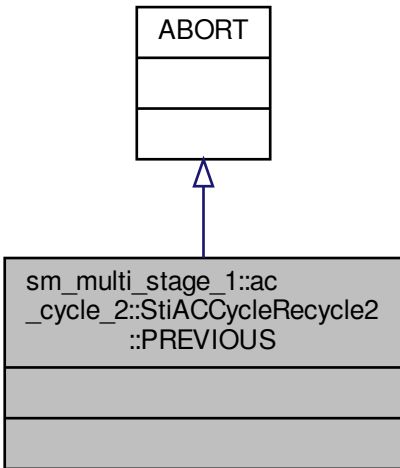 ABORT
sm_multi_stage_1::ac
_cycle_2::StiACCycleRecycle2
::PREVIOUS